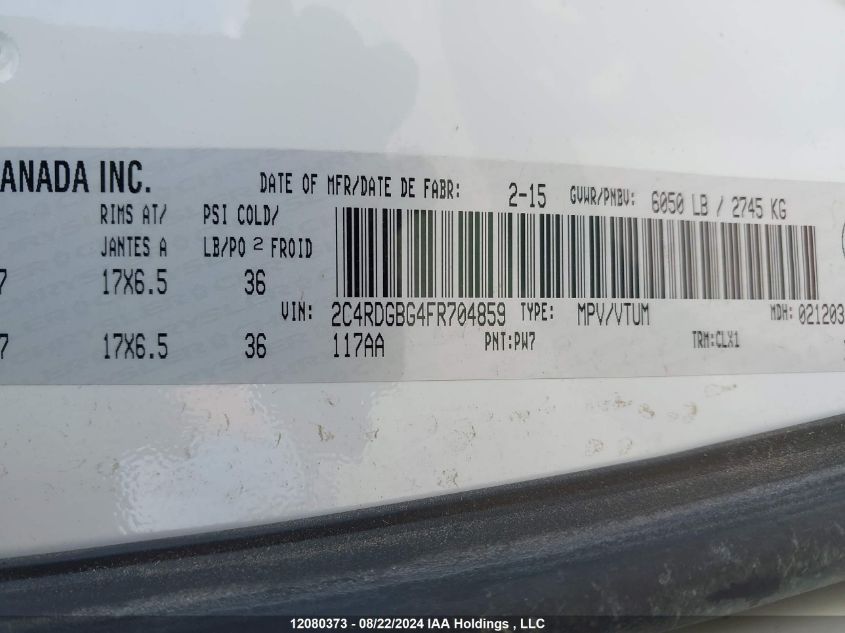 ANADA INC. DATE OF MFR/DATE DE FABR: 2-15 GVWR/PNBV: 6050 LB / 2745 KG
RIMS AT/ PSI COLD/
JANTES A LB/PO 2 FROID
7 17X6.5 36
VIN: 2C4RDGBG4FR704859 TYPE: MPV/VTUM MDH: 021203
7 17X6.5 36 117AA PNT:PW7 TRM:CLX1
12080373 - 08/22/2024 IAA Holdings , LLC